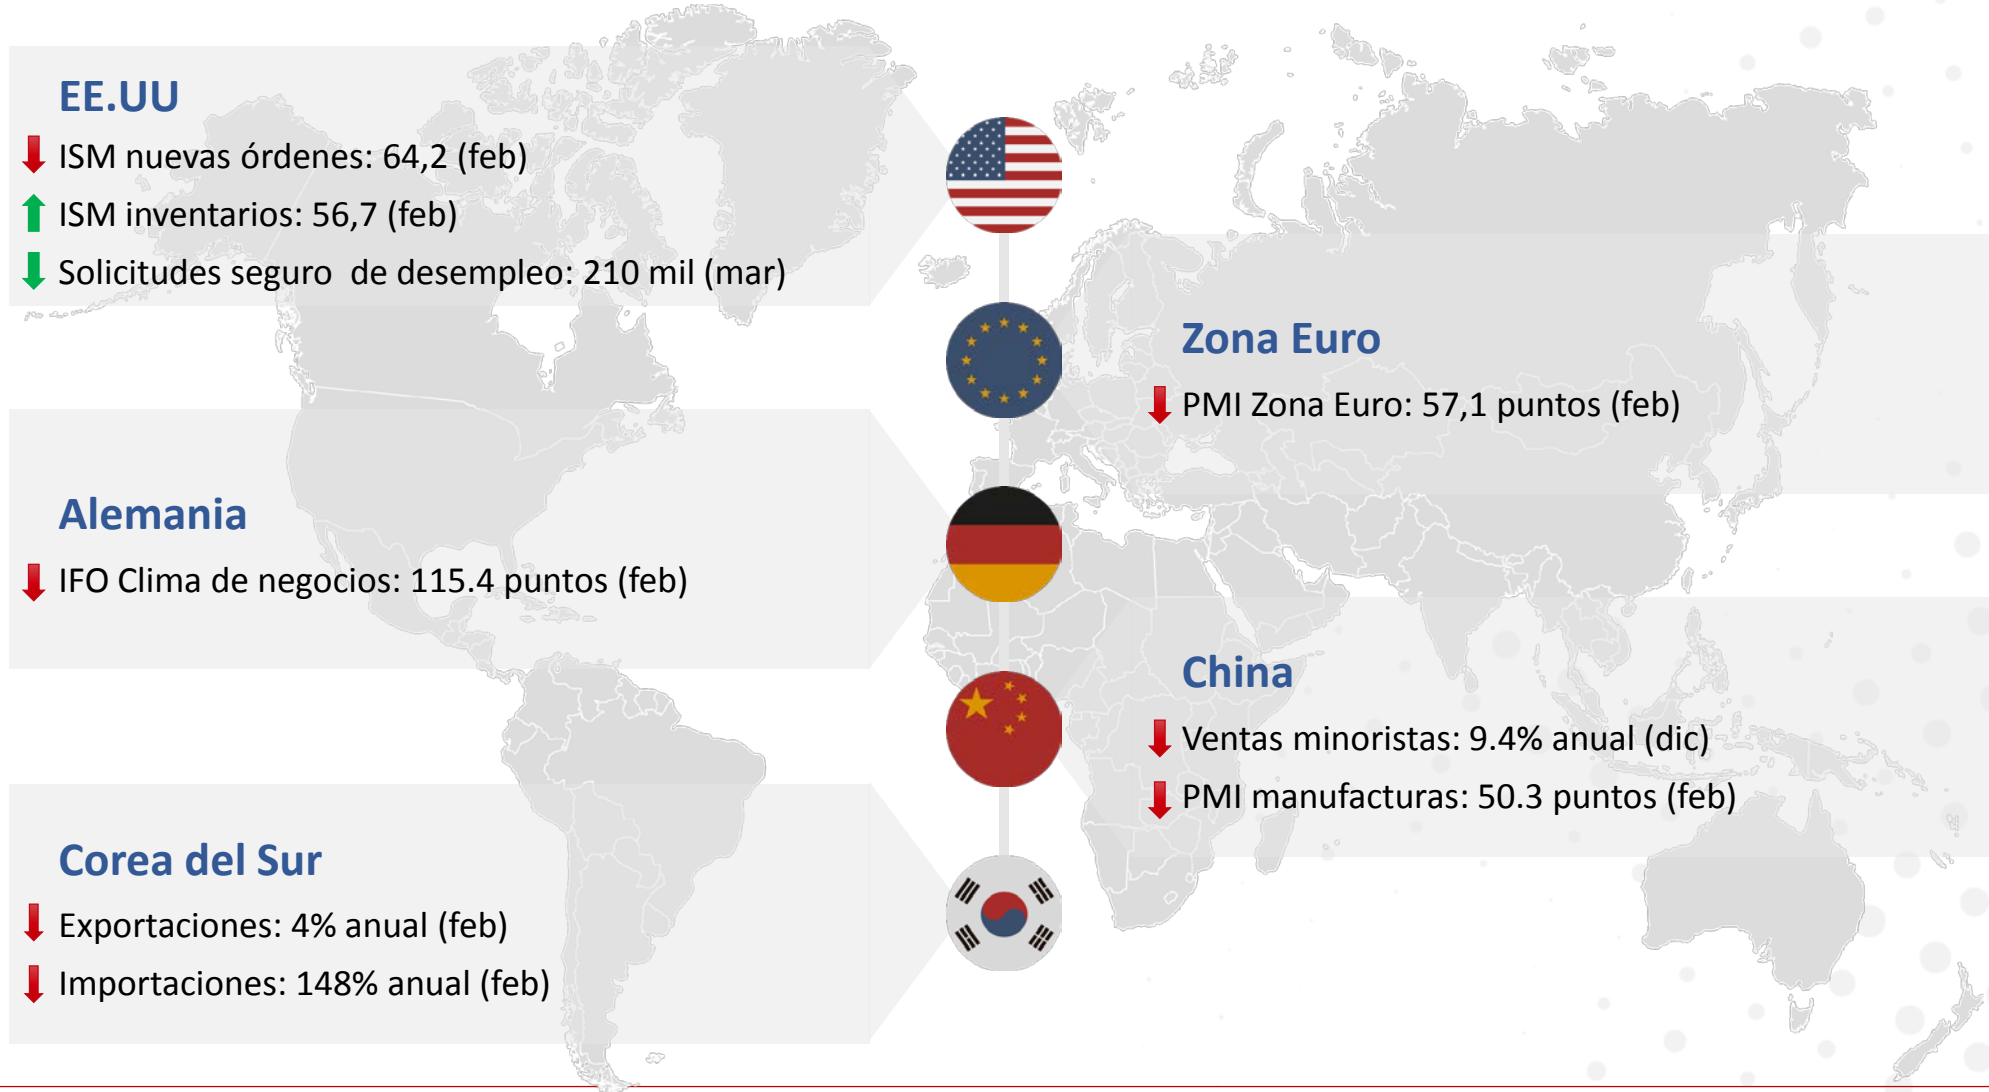 EE.UU
ISM nuevas órdenes: 64,2 (feb)
ISM inventarios: 56,7 (feb)
Solicitudes seguro  de desempleo: 210 mil (mar)
Zona Euro
PMI Zona Euro: 57,1 puntos (feb)
Alemania
IFO Clima de negocios: 115.4 puntos (feb)
China
Ventas minoristas: 9.4% anual (dic)
PMI manufacturas: 50.3 puntos (feb)
Corea del Sur
Exportaciones: 4% anual (feb)
Importaciones: 148% anual (feb)